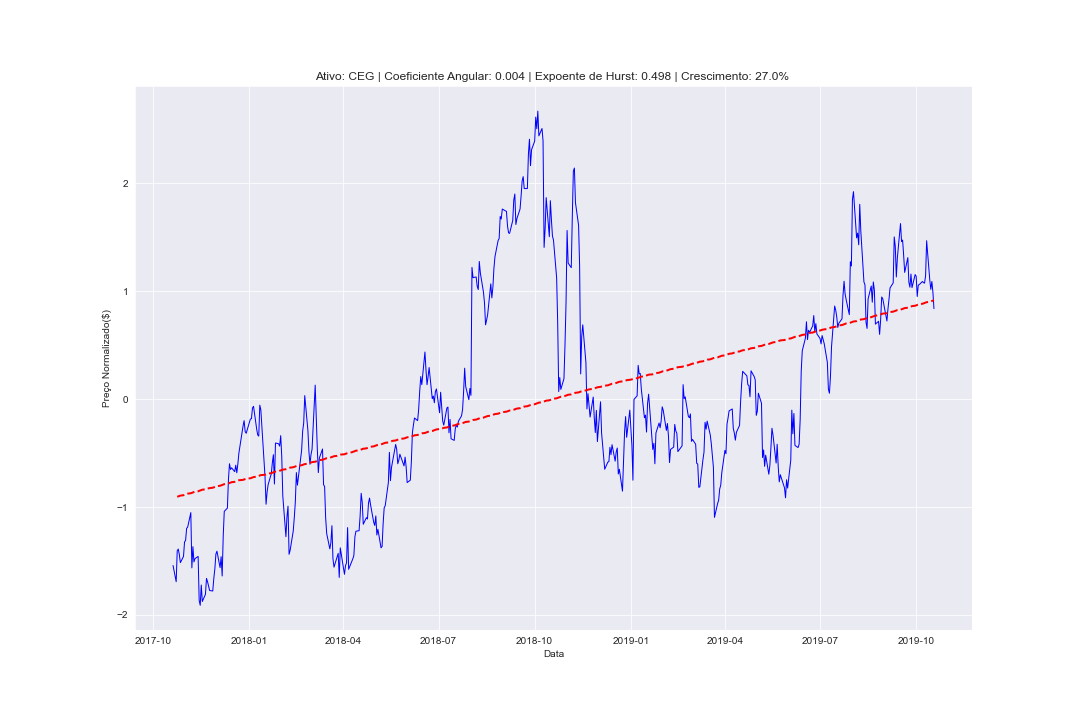 Ativo: CEG | Coeficiente Angular: 0.004 | Expoente de Hurst: 0.498 | Crescimento: 27.0%
Preço Normalizado($)
2
1
0
−1
−2
2017-10 2018-01 2018-04 2018-07 2018-10 2019-01 2019-04 2019-07 2019-10
Data